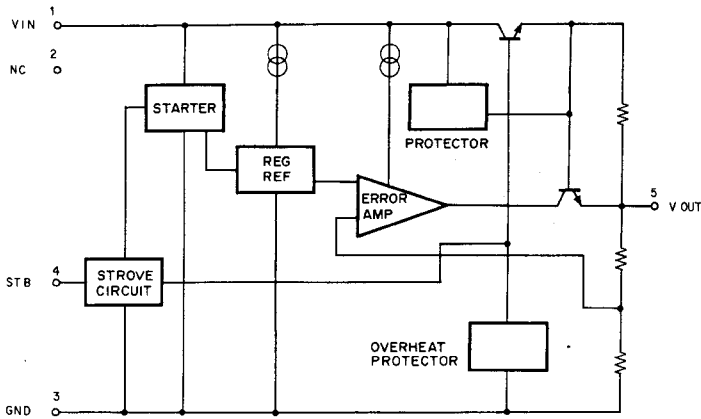 VIN 1
2
NC
STARTER
PROTECTOR
REG
REF
ERROR
AMP
5
V OUT
4
STB
STROVE
CIRCUIT
OVERHEAT
PROTECTOR
3
GND